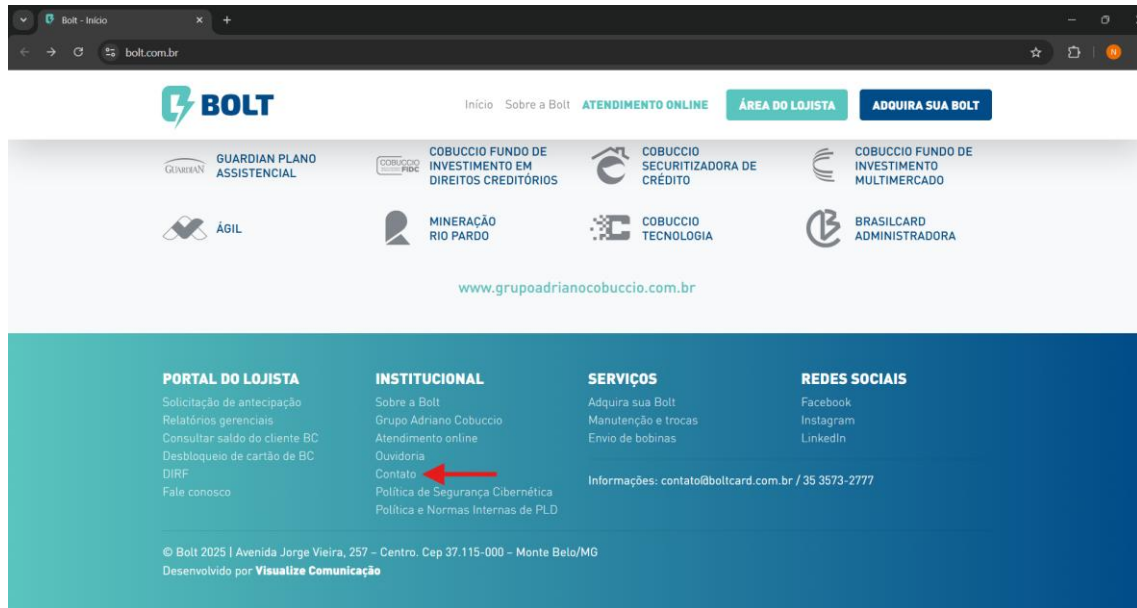 Bolt - Início
bolt.com.br
N
BOLT
Início Sobre a Bolt ATENDIMENTO ONLINE ÁREA DO LOJISTA ADQUIRA SUA BOLT
GUARDIAN
GUARDIAN PLANO
ASSISTENCIAL
COBUCCIO
FIDC
COBUCCIO FUNDO DE
INVESTIMENTO EM
DIREITOS CREDITÓRIOS
COBUCCIO
SECURITIZADORA DE
CRÉDITO
COBUCCIO FUNDO DE
INVESTIMENTO
MULTIMERCADO
ÁGIL
MINERAÇÃO
RIO PARDO
COBUCCIO
TECNOLOGIA
BRASILCARD
ADMINISTRADORA
www.grupoadrianocobuccio.com.br
PORTAL DO LOJISTA
Solicitação de antecipação
Relatórios gerenciais
Consultar saldo do cliente BC
Desbloqueio de cartão de BC
DIRF
Fale conosco
INSTITUCIONAL
Sobre a Bolt
Grupo Adriano Cobuccio
Atendimento online
Ouvidoria
Contato
Política de Segurança Cibernética
Política e Normas Internas de PLD
SERVIÇOS
Adquira sua Bolt
Manutenção e trocas
Envio de bobinas
REDES SOCIAIS
Facebook
Instagram
LinkedIn
Informações: contato@boltcard.com.br / 35 3573-2777
© Bolt 2025 | Avenida Jorge Vieira, 257 – Centro. Cep 37.115-000 – Monte Belo/MG
Desenvolvido por Visualize Comunicação